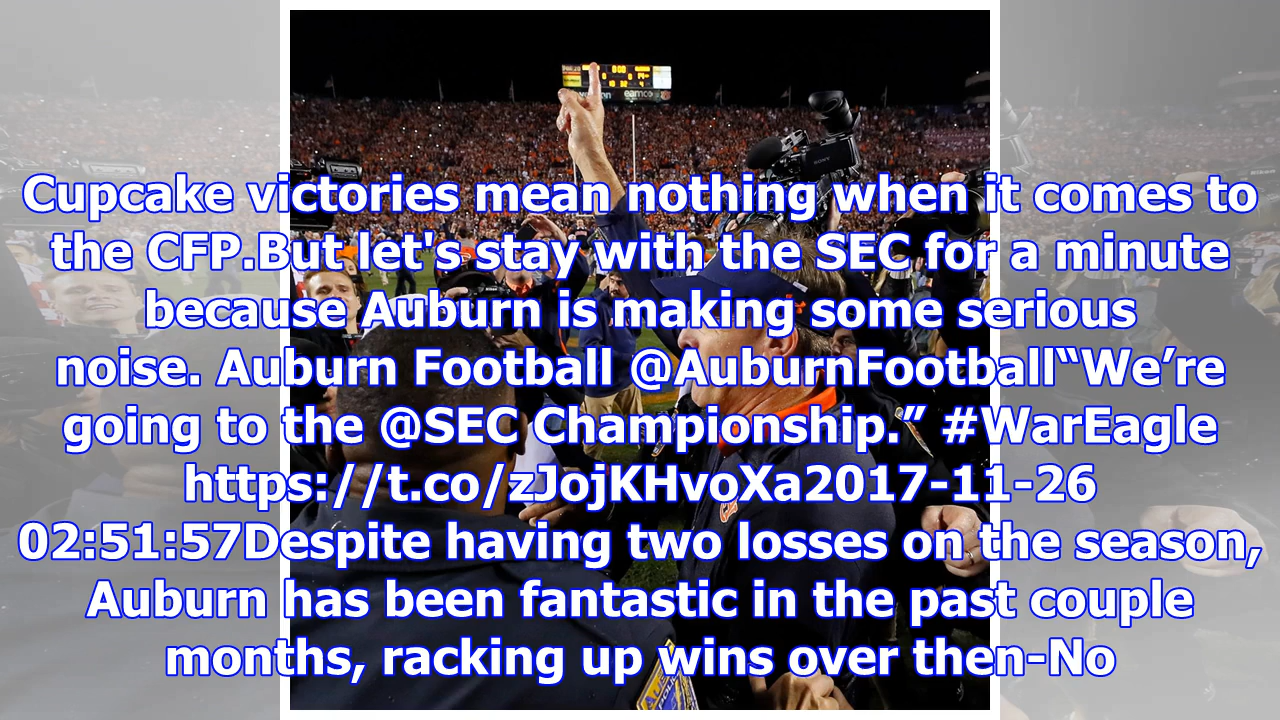 Cupcake victories mean nothing when it comes to
the CFP.But let's stay with the SEC for a minute
because Auburn is making some serious
noise. Auburn Football @AuburnFootball“We’re
going to the @SEC Championship.” #WarEagle
https://t.co/zJojKHvoXa2017-11-26
02:51:57Despite having two losses on the season,
Auburn has been fantastic in the past couple
months, racking up wins over then-No